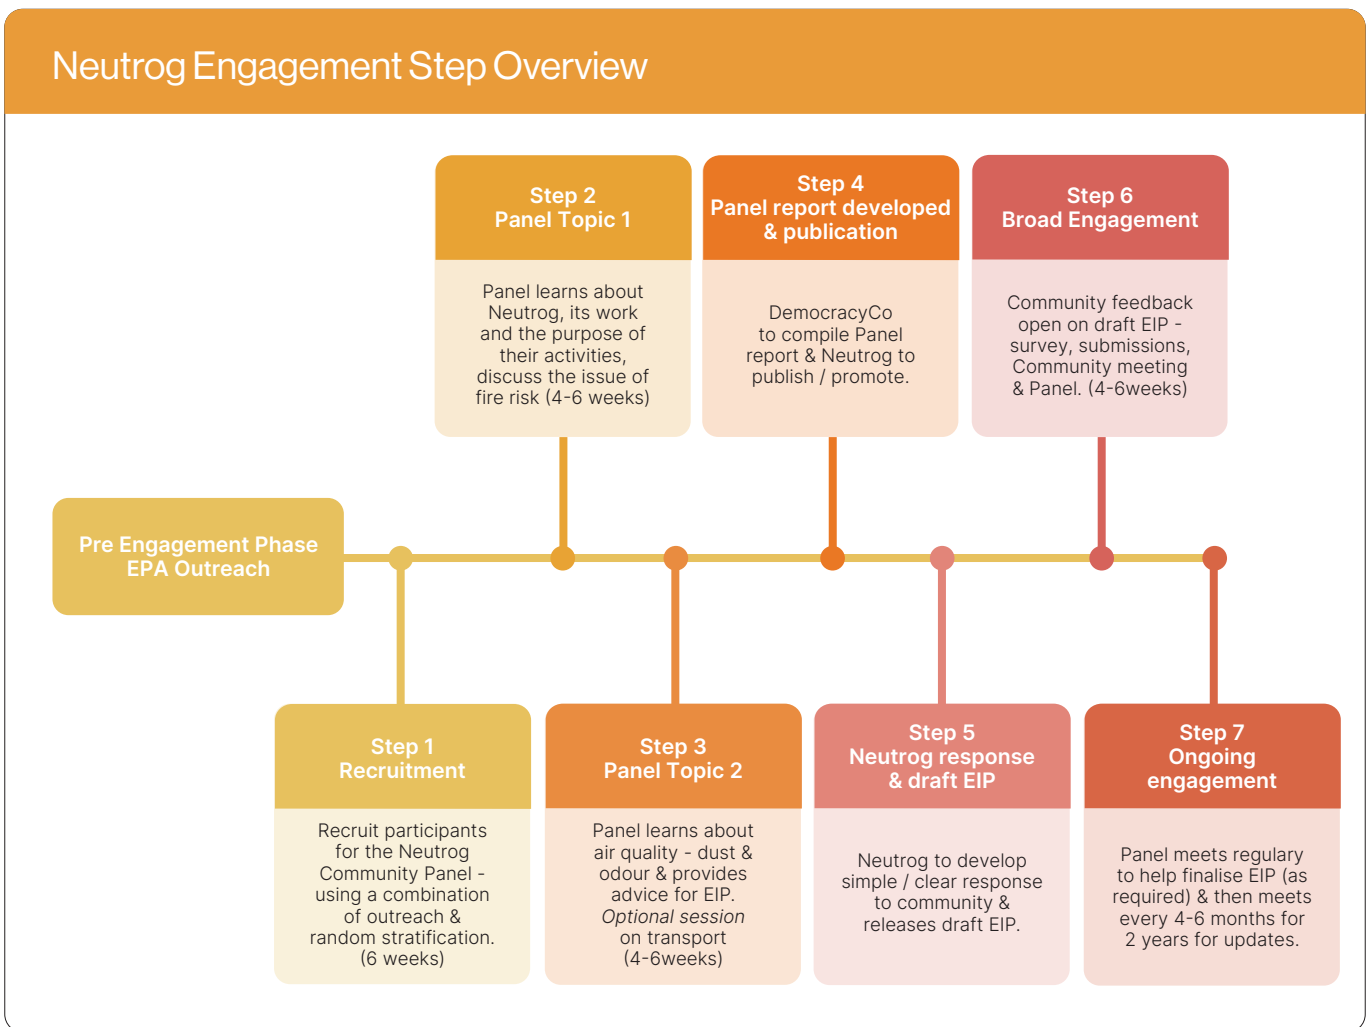 Neutrog Engagement Step Overview
Pre Engagement Phase
EPA Outreach
Step 1
Recruitment
Recruit participants
for the Neutrog
Community Panel -
using a combination
of outreach &
random stratification.
(6 weeks)
Step 2
Panel Topic 1
Panel learns about
Neutrog, its work
and the purpose of
their activities,
discuss the issue of
fire risk (4-6 weeks)
Step 3
Panel Topic 2
Panel learns about
air quality - dust &
odour & provides
advice for EIP.
Optional session
on transport
(4-6weeks)
Step 4
Panel report developed
& publication
DemocracyCo
to compile Panel
report & Neutrog to
publish / promote.
Step 5
Neutrog response
& draft EIP
Neutrog to develop
simple / clear response
to community &
releases draft EIP.
Step 6
Broad Engagement
Community feedback
open on draft EIP -
survey, submissions,
Community meeting
& Panel. (4-6weeks)
Step 7
Ongoing
engagement
Panel meets regulary
to help finalise EIP (as
required) & then meets
every 4-6 months for
2 years for updates.